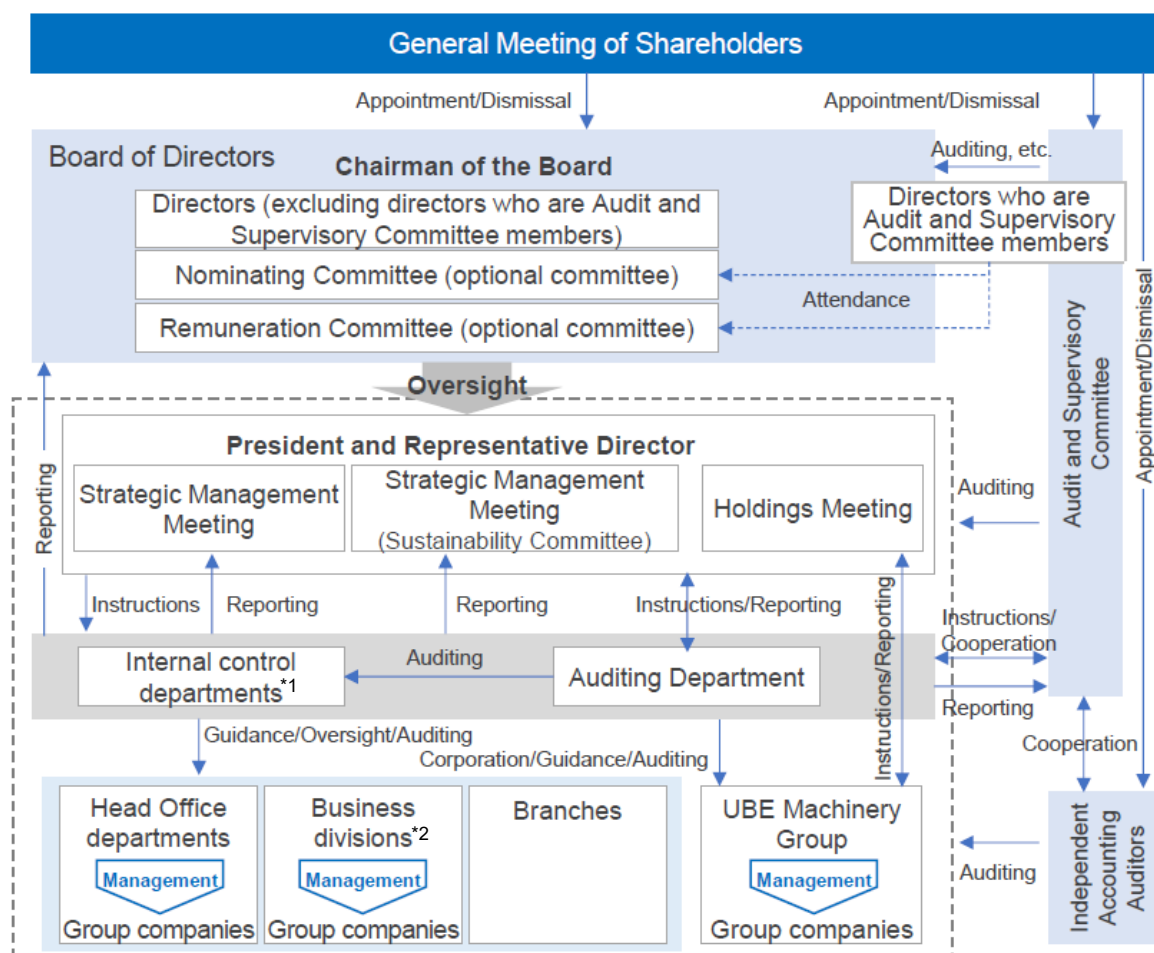 General Meeting of Shareholders
Appointment/Dismissal
Appointment/Dismissal
Board of Directors
Chairman of the Board
Auditing, etc.
Directors (excluding directors who are Audit and
Supervisory Committee members)
Directors who are
Audit and Supervisory
Committee members
Nominating Committee (optional committee)
Attendance
Remuneration Committee (optional committee)
Appointment/Dismissal
Audit and Supervisory
Committee
Oversight
Reporting
President and Representative Director
Strategic Management
Meeting
Strategic Management
Meeting
(Sustainability Committee)
Holdings Meeting
Auditing
Instructions
Reporting
Reporting
Instructions/Reporting
Instructions/Reporting
Instructions/
Cooperation
Internal control
departments*1
Auditing
Auditing Department
Reporting
Guidance/Oversight/Auditing
Corporation/Guidance/Auditing
Cooperation
Head Office
departments
Management
Group companies
Business
divisions*2
Management
Group companies
Branches
UBE Machinery
Group
Management
Group companies
Auditing
Independent
Accounting
Auditors